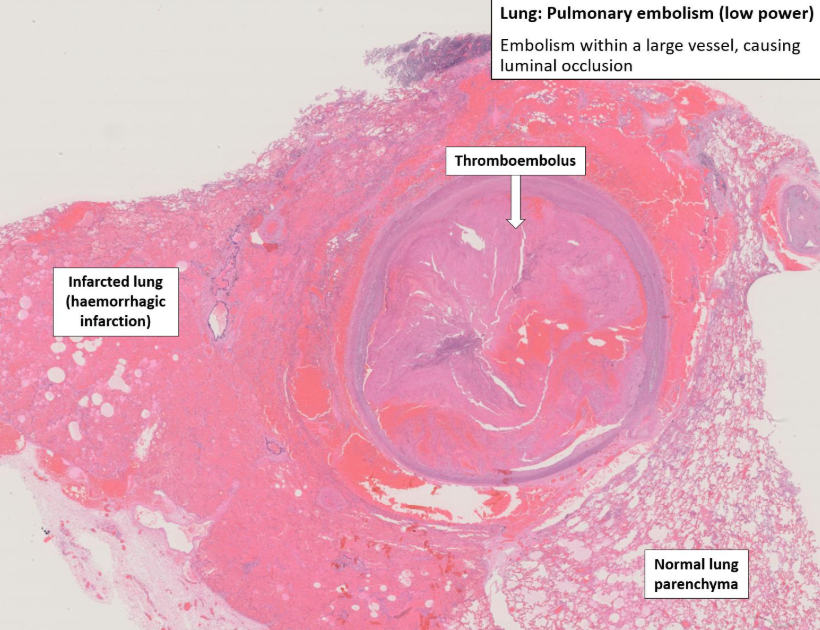 Lung: Pulmonary embolism (low power)
Embolism within a large vessel, causing
luminal occlusion
Thromboembolus
Infarcted lung
(haemorrhagic
infarction)
Normal lung
parenchyma